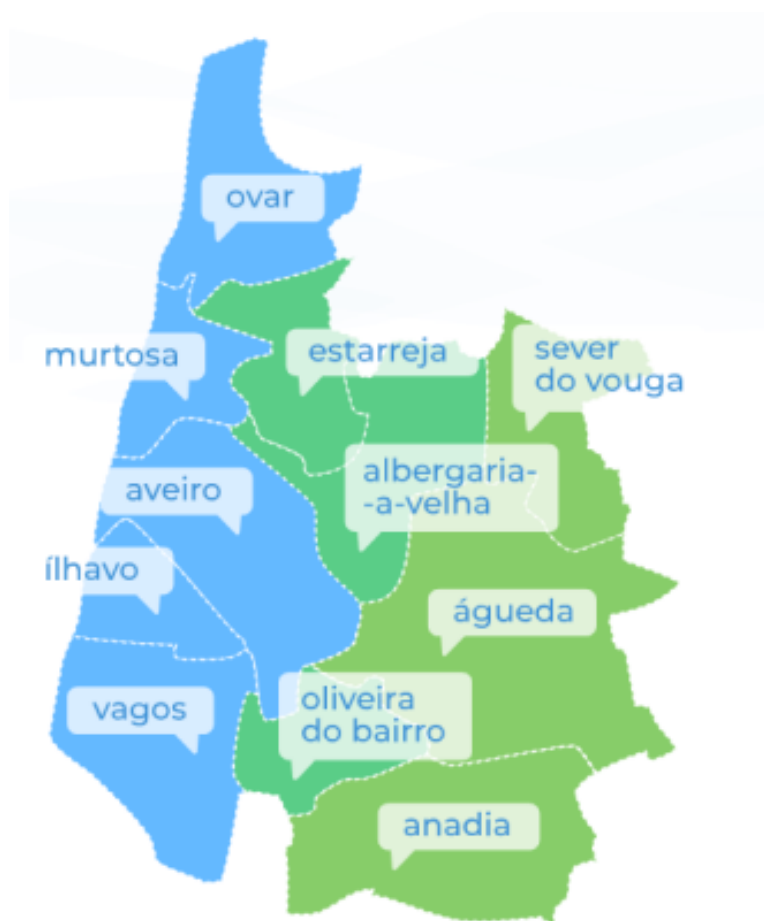 ovar
murtosa
estarreja
sever
do vouga
aveiro
albergaria-
-a-velha
ílhavo
águeda
vagos
oliveira
do bairro
anadia